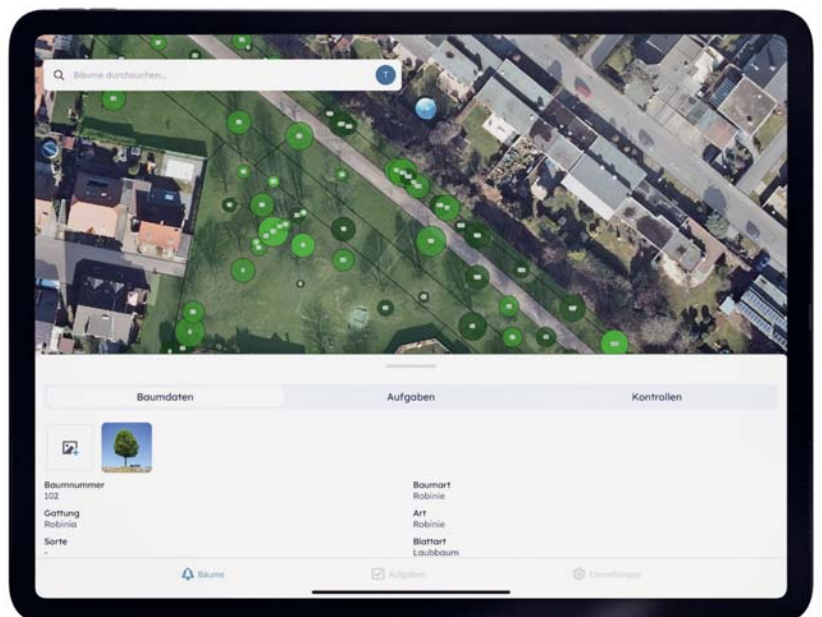 Bäume durchsuchen...
T
Baumdaten
Aufgaben
Kontrollen
Baumnummer
102
Baumart
Robinie
Gattung
Robinia
Art
Robinie
Sorte
-
Blattart
Laubbaum
Bäume
Aufgaben
Einstellungen